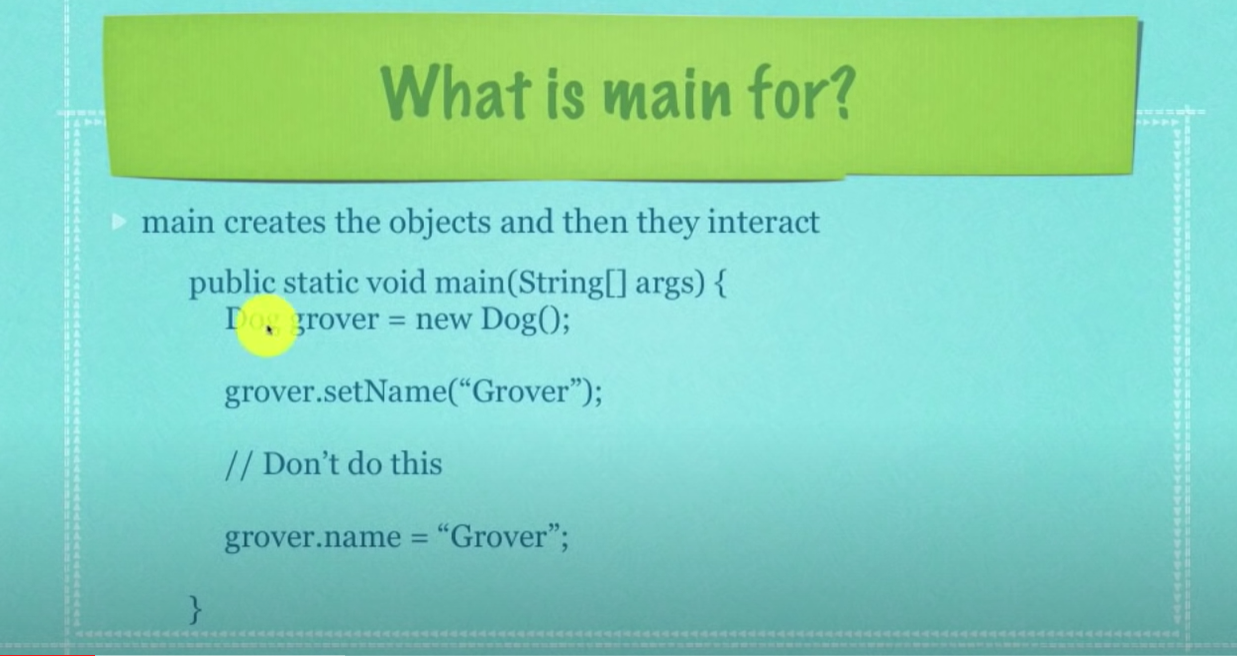 What is main for?
main creates the objects and then they interact
public static void main(String[] args) {
Dog grover = new Dog();
grover.setName(“Grover”);
// Don’t do this
grover.name = “Grover”;
}